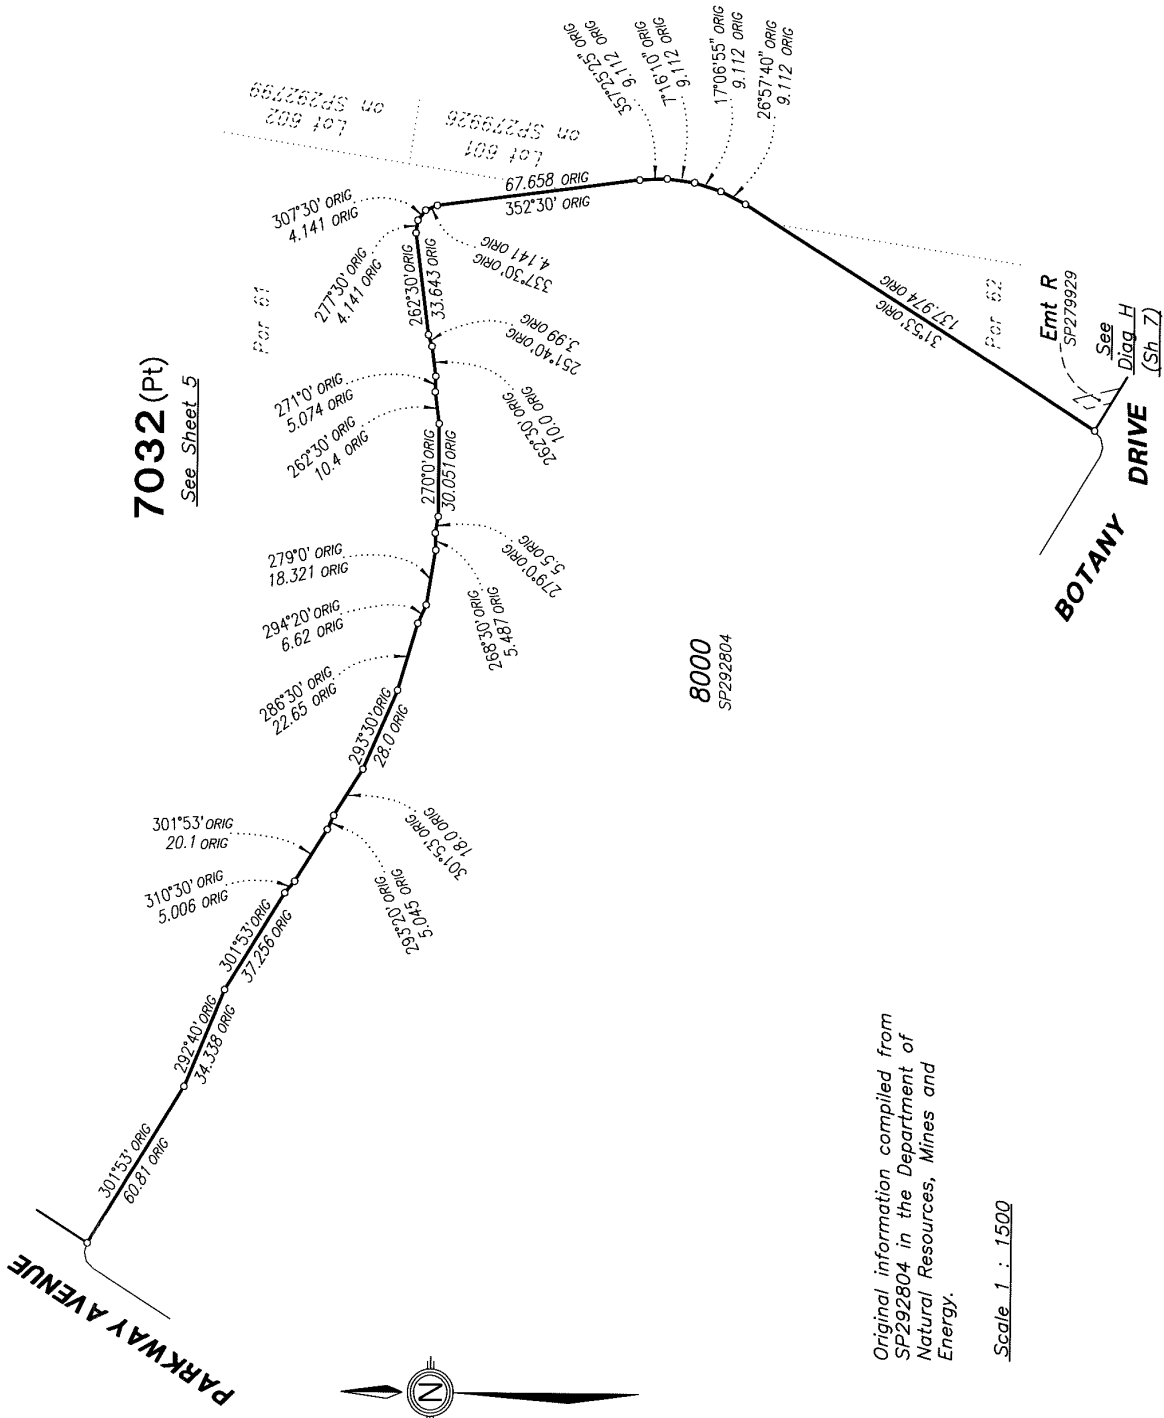 PARKWAY AVENUE
301°53' ORIG
60.81 ORIG
292°40' ORIG
34.338 ORIG
301°53' ORIG
37.256 ORIG
310°30' ORIG
5.006 ORIG
301°53' ORIG
20.1 ORIG
293°20' ORIG
5.045 ORIG
301°53' ORIG
18.0 ORIG
293°30' ORIG
28.0 ORIG
286°30' ORIG
22.65 ORIG
294°20' ORIG
6.62 ORIG
279°0' ORIG
18.321 ORIG
268°30' ORIG
5.487 ORIG
279°0' ORIG
5.5 ORIG
270°0' ORIG
30.051 ORIG
262°30' ORIG
10.4 ORIG
271°0' ORIG
5.074 ORIG
262°30' ORIG
10.0 ORIG
251°40' ORIG
3.99 ORIG
262°30' ORIG
33.643 ORIG
277°30' ORIG
4.141 ORIG
307°30' ORIG
4.141 ORIG
337°30' ORIG
4.141 ORIG
67.658 ORIG
352°30' ORIG
357°25'25" ORIG
9.112 ORIG
7°16'10" ORIG
9.112 ORIG
17°06'55" ORIG
9.112 ORIG
26°57'40" ORIG
9.112 ORIG
31°53' ORIG
137.974 ORIG
7032 (Pt)
See Sheet 5
Por 61
Lot 602
on SP292799
Lot 601
on SP279926
Por 62
Emt R
SP279929
See
Diag H
(Sh 7)
BOTANY DRIVE
8000
SP292804
N
Original information compiled from
SP292804 in the Department of
Natural Resources, Mines and
Energy.
Scale 1 : 1500